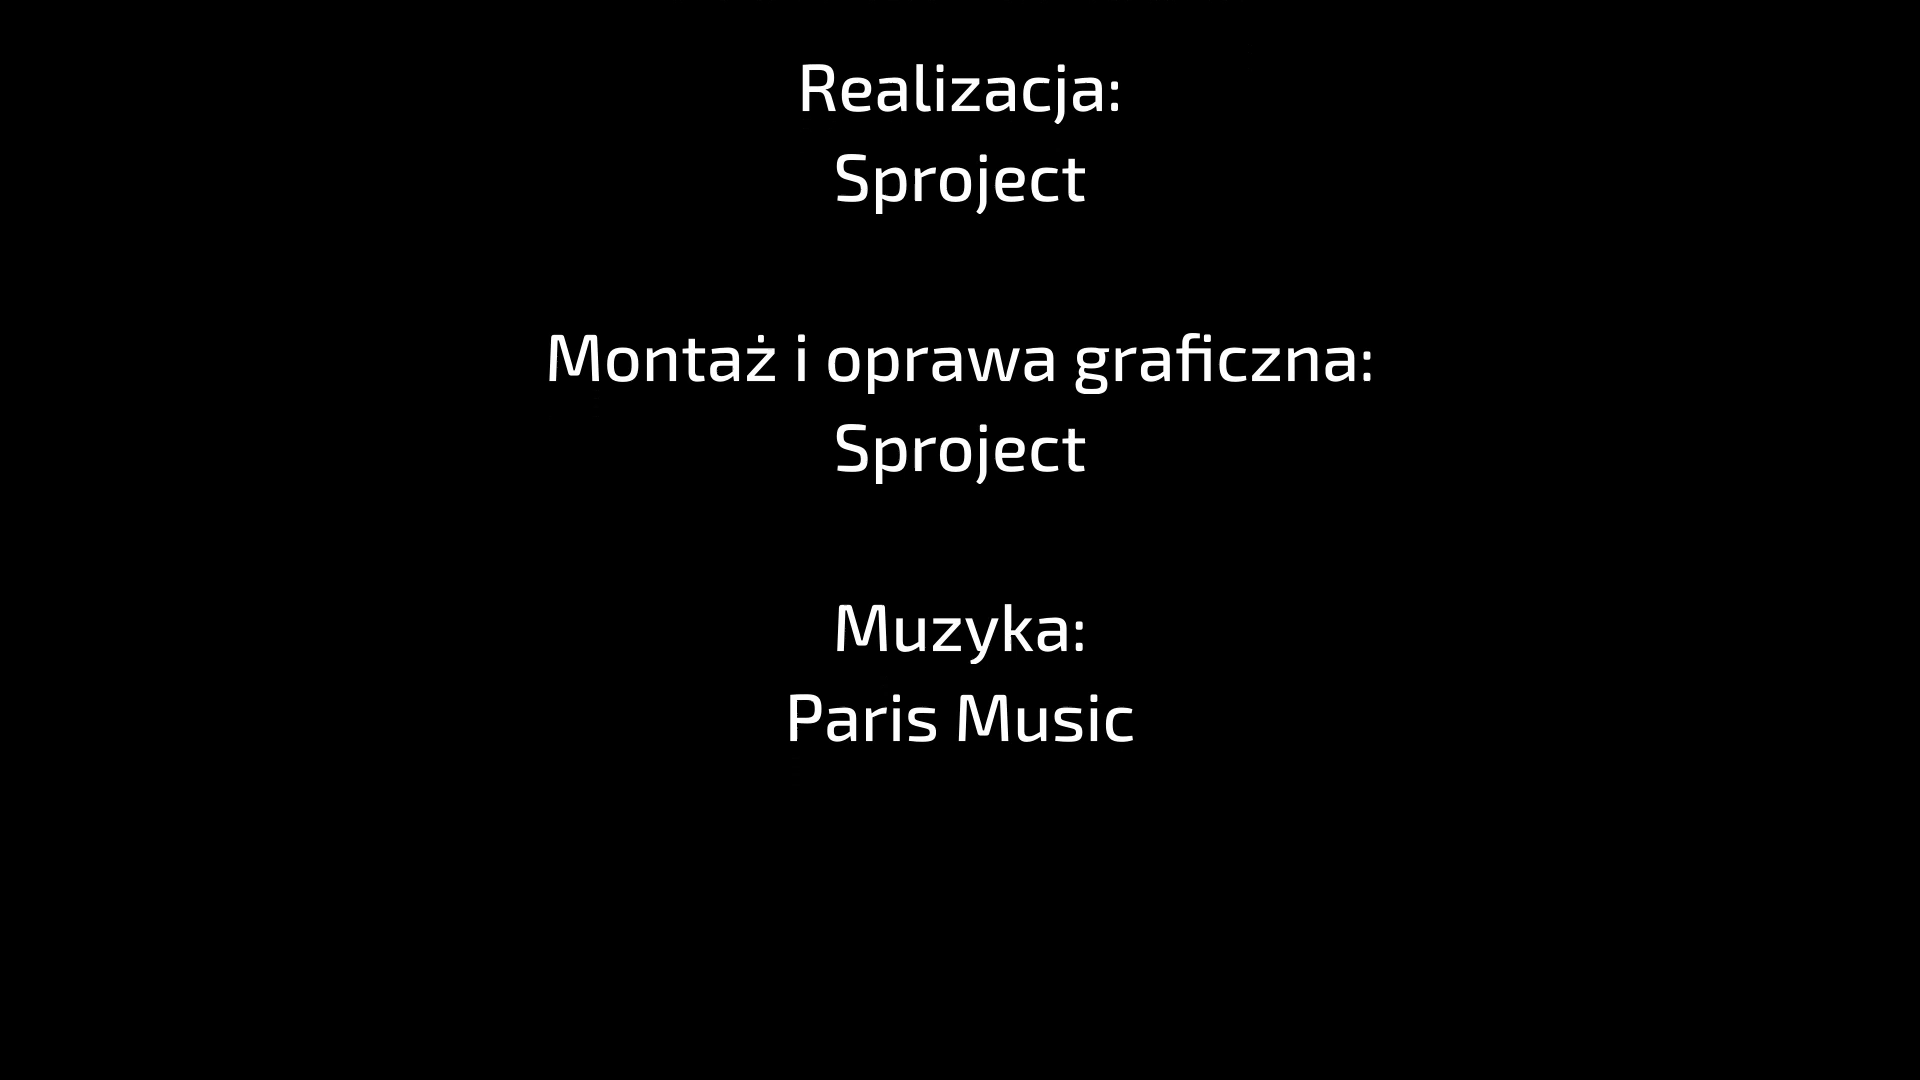 Realizacja:
Sproject
Montaż i oprawa graficzna:
Sproject
Muzyka:
Paris Music